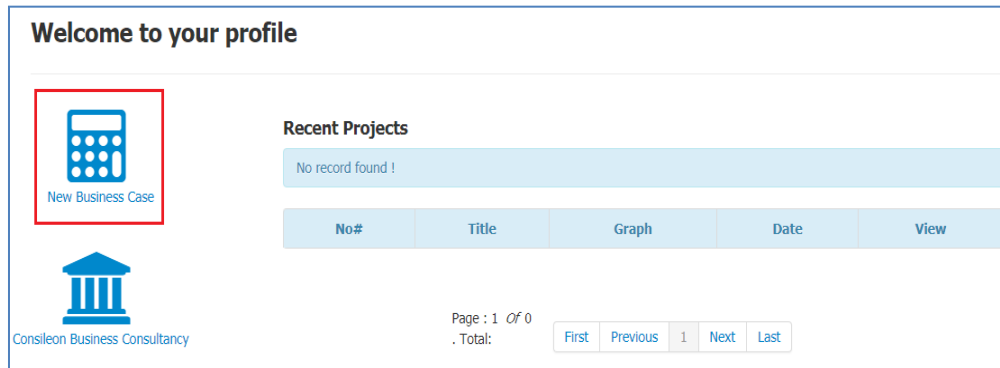 Welcome to your profile
New Business Case
Consileon Business Consultancy
Recent Projects
No record found !
No# Title Graph Date View
Page : 1 Of 0
. Total:
First Previous 1 Next Last